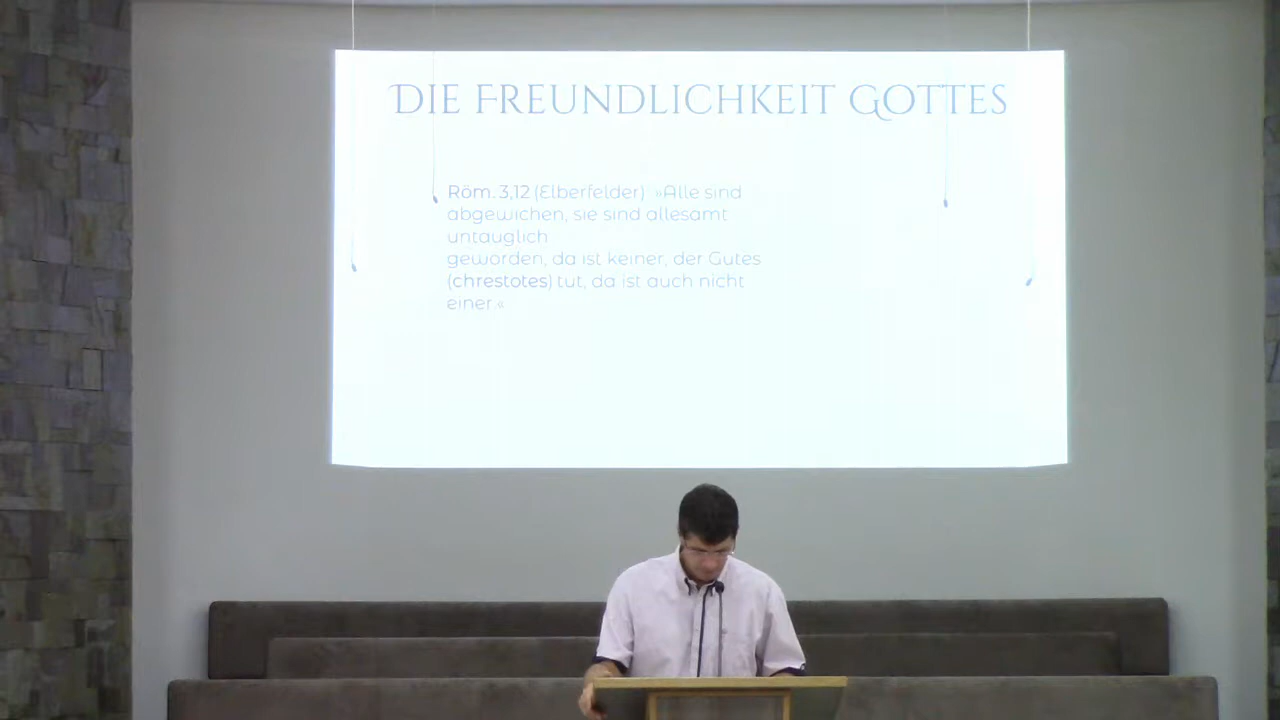 Die Freundlichkeit Gottes
Röm. 3,12 (Elberfelder) »Alle sind
abgewichen, sie sind allesamt
untauglich
geworden, da ist keiner, der Gutes
(chrestotes) tut, da ist auch nicht
einer.«